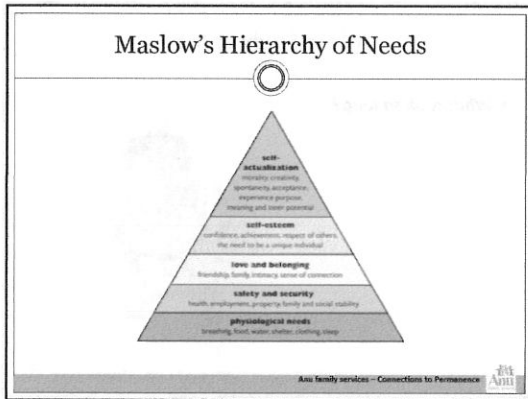 Maslow's Hierarchy of Needs
self-
actualization
morality, creativity,
spontaneity, acceptance,
experience purpose,
meaning and inner potential
self-esteem
confidence, achievement, respect of others,
the need to be a unique individual
love and belonging
friendship, family, intimacy, sense of connection
safety and security
health, employment, property, family and social stability
physiological needs
breathing, food, water, shelter, clothing, sleep
Anu family services – Connections to Permanence
Anu